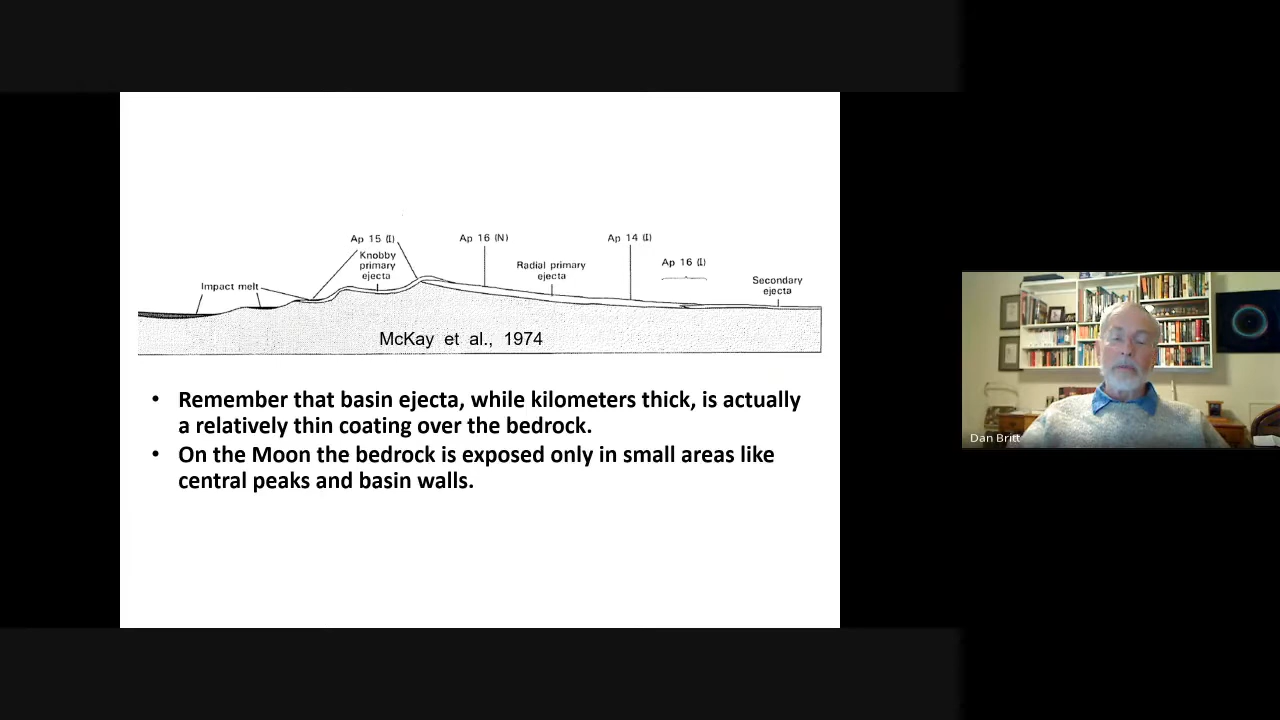 Ap 15 (I)
Ap 16 (N)
Ap 14 (I)
Knobby
primary
ejecta
Radial primary
ejecta
Ap 16 (I)
Impact melt
Secondary
ejecta
McKay et al., 1974
• Remember that basin ejecta, while kilometers thick, is actually
a relatively thin coating over the bedrock.
• On the Moon the bedrock is exposed only in small areas like
central peaks and basin walls.
Dan Britt